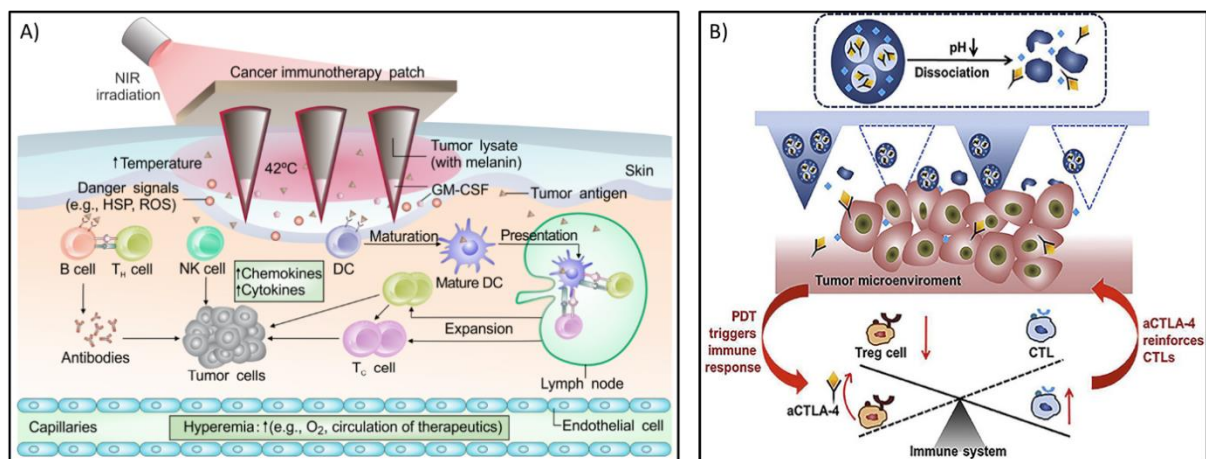 A)
NIR
irradiation
Cancer immunotherapy patch
↑Temperature
42ºC
Tumor lysate
(with melanin)
Skin
Danger signals
(e.g., HSP, ROS)
GM-CSF
Tumor antigen
B cell
T_H cell
NK cell
DC
Maturation
Mature DC
Presentation
↑Chemokines
↑Cytokines
Antibodies
Tumor cells
T_C cell
Expansion
Lymph node
Capillaries
Hyperemia: ↑(e.g., O₂, circulation of therapeutics)
Endothelial cell
B)
pH↓
Dissociation
Tumor microenviroment
PDT
triggers
immune
response
Treg cell
CTL
aCTLA-4
reinforces
CTLs
aCTLA-4
Immune system